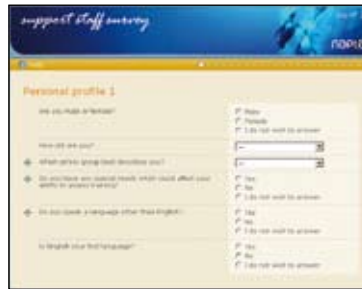 support staff survey
Personal profile 1
Are you male or female?
Male
Female
I do not wish to answer
How old are you?
Which ethnic group best describes you?
Do you have any special needs which could affect your
ability to access training?
Yes
No
I do not wish to answer
Do you speak a language other than English?
Yes
No
I do not wish to answer
Is English your first language?
Yes
No
I do not wish to answer